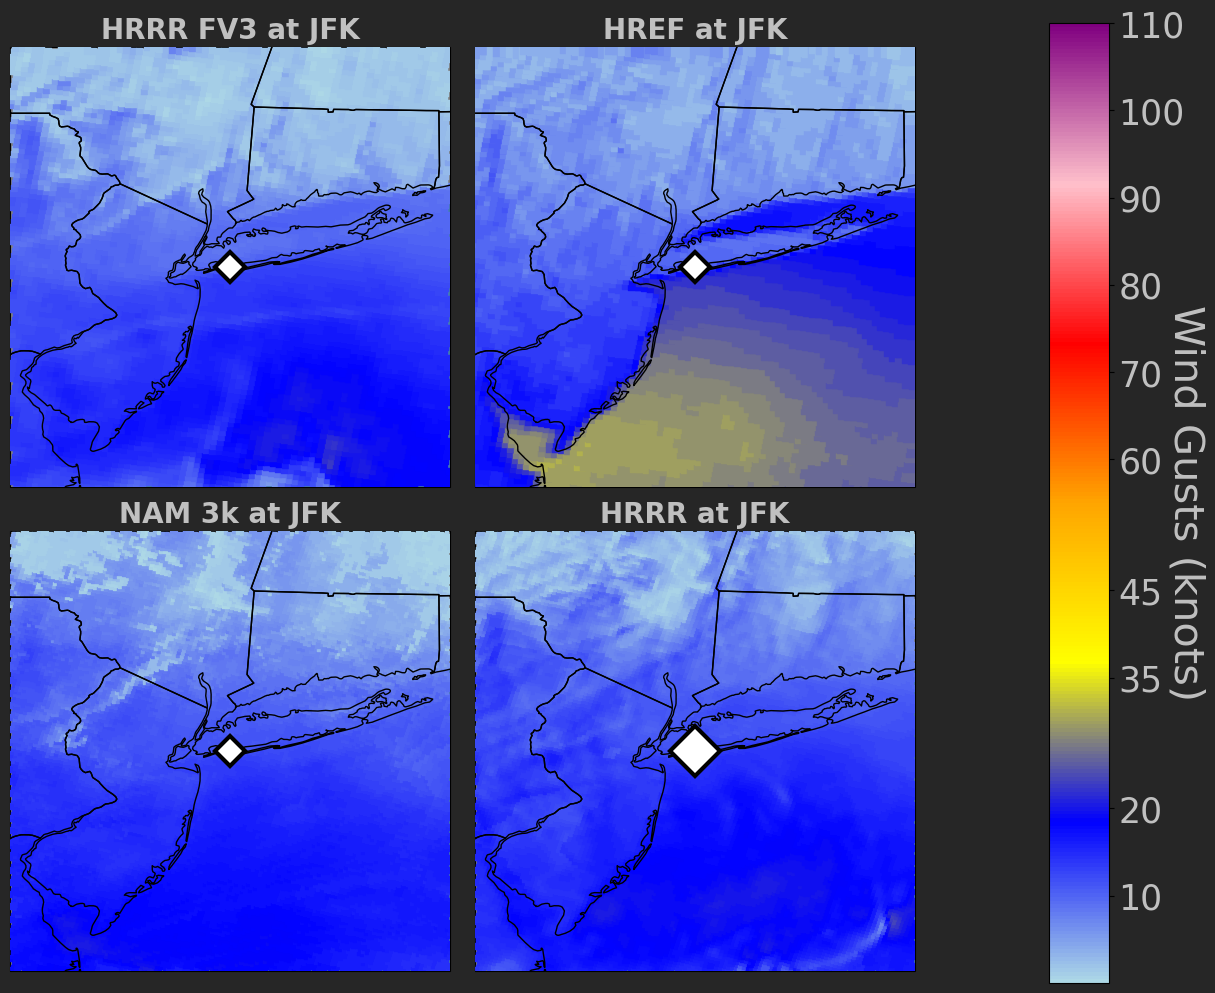 HRRR FV3 at JFK
HREF at JFK
NAM 3k at JFK
HRRR at JFK
110
100
90
80
70
60
45
35
20
10
Wind Gusts (knots)